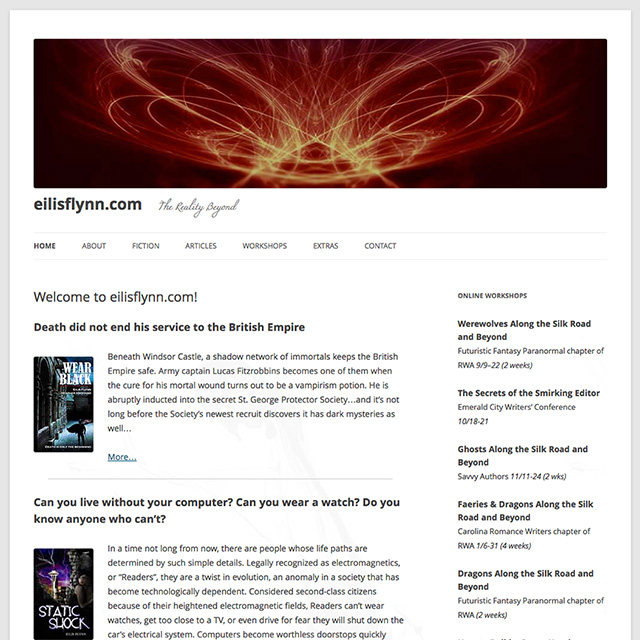 eilisflynn.com The Reality Beyond
HOME ABOUT FICTION ARTICLES WORKSHOPS EXTRAS CONTACT
Welcome to eilisflynn.com!
Death did not end his service to the British Empire
WEAR
BLACK
Beneath Windsor Castle, a shadow network of immortals keeps the British
Empire safe. Army captain Lucas Fitzrobbins becomes one of them when
the cure for his mortal wound turns out to be a vampirism potion. He is
abruptly inducted into the secret St. George Protector Society…and it's not
long before the Society's newest recruit discovers it has dark mysteries as
well…
More…
Can you live without your computer? Can you wear a watch? Do you
know anyone who can't?
STATIC
SHOCK
In a time not long from now, there are people whose life paths are
determined by such simple details. Legally recognized as electromagnetics,
or “Readers”, they are a twist in evolution, an anomaly in a society that has
become technologically dependent. Considered second-class citizens
because of their heightened electromagnetic fields, Readers can't wear
watches, get too close to a TV, or even drive for fear they will shut down the
car's electrical system. Computers become worthless doorstops quickly
ONLINE WORKSHOPS
Werewolves Along the Silk Road
and Beyond
Futuristic Fantasy Paranormal chapter of
RWA 9/9–22 (2 weeks)
The Secrets of the Smirking Editor
Emerald City Writers' Conference
10/18-21
Ghosts Along the Silk Road and
Beyond
Savvy Authors 11/11-24 (2 wks)
Faeries & Dragons Along the Silk
Road and Beyond
Carolina Romance Writers chapter of
RWA 1/6-31 (4 weeks)
Dragons Along the Silk Road and
Beyond
Futuristic Fantasy Paranormal chapter of
RWA (2 weeks)